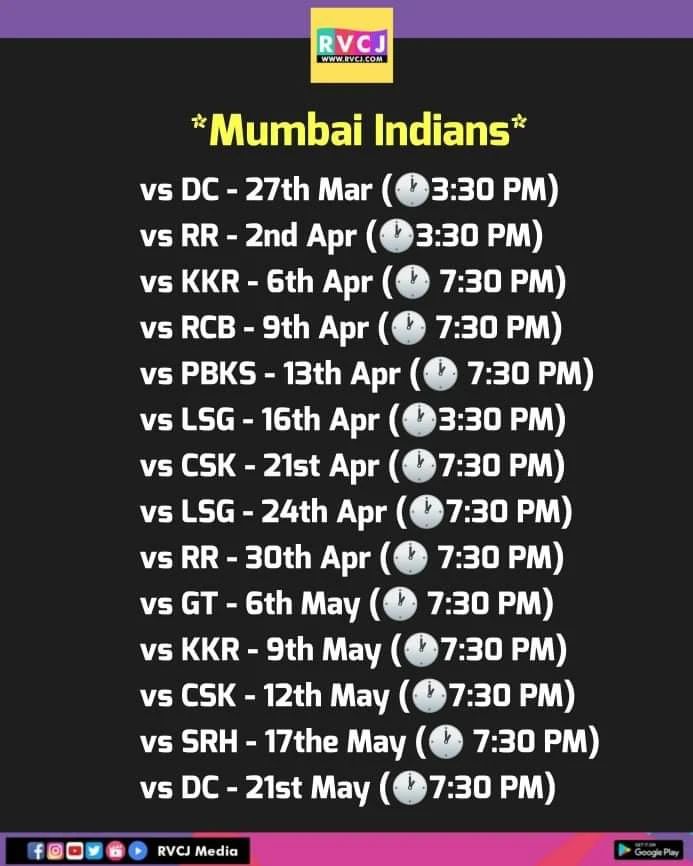 RVCJ
WWW.RVCJ.COM
*Mumbai Indians*
vs DC - 27th Mar (🕐3:30 PM)
vs RR - 2nd Apr (🕐3:30 PM)
vs KKR - 6th Apr (🕐 7:30 PM)
vs RCB - 9th Apr (🕐 7:30 PM)
vs PBKS - 13th Apr (🕐 7:30 PM)
vs LSG - 16th Apr (🕐3:30 PM)
vs CSK - 21st Apr (🕐7:30 PM)
vs LSG - 24th Apr (🕐7:30 PM)
vs RR - 30th Apr (🕐 7:30 PM)
vs GT - 6th May (🕐 7:30 PM)
vs KKR - 9th May (🕐7:30 PM)
vs CSK - 12th May (🕐7:30 PM)
vs SRH - 17the May (🕐 7:30 PM)
vs DC - 21st May (🕐7:30 PM)
RVCJ Media
GET IT ON
Google Play